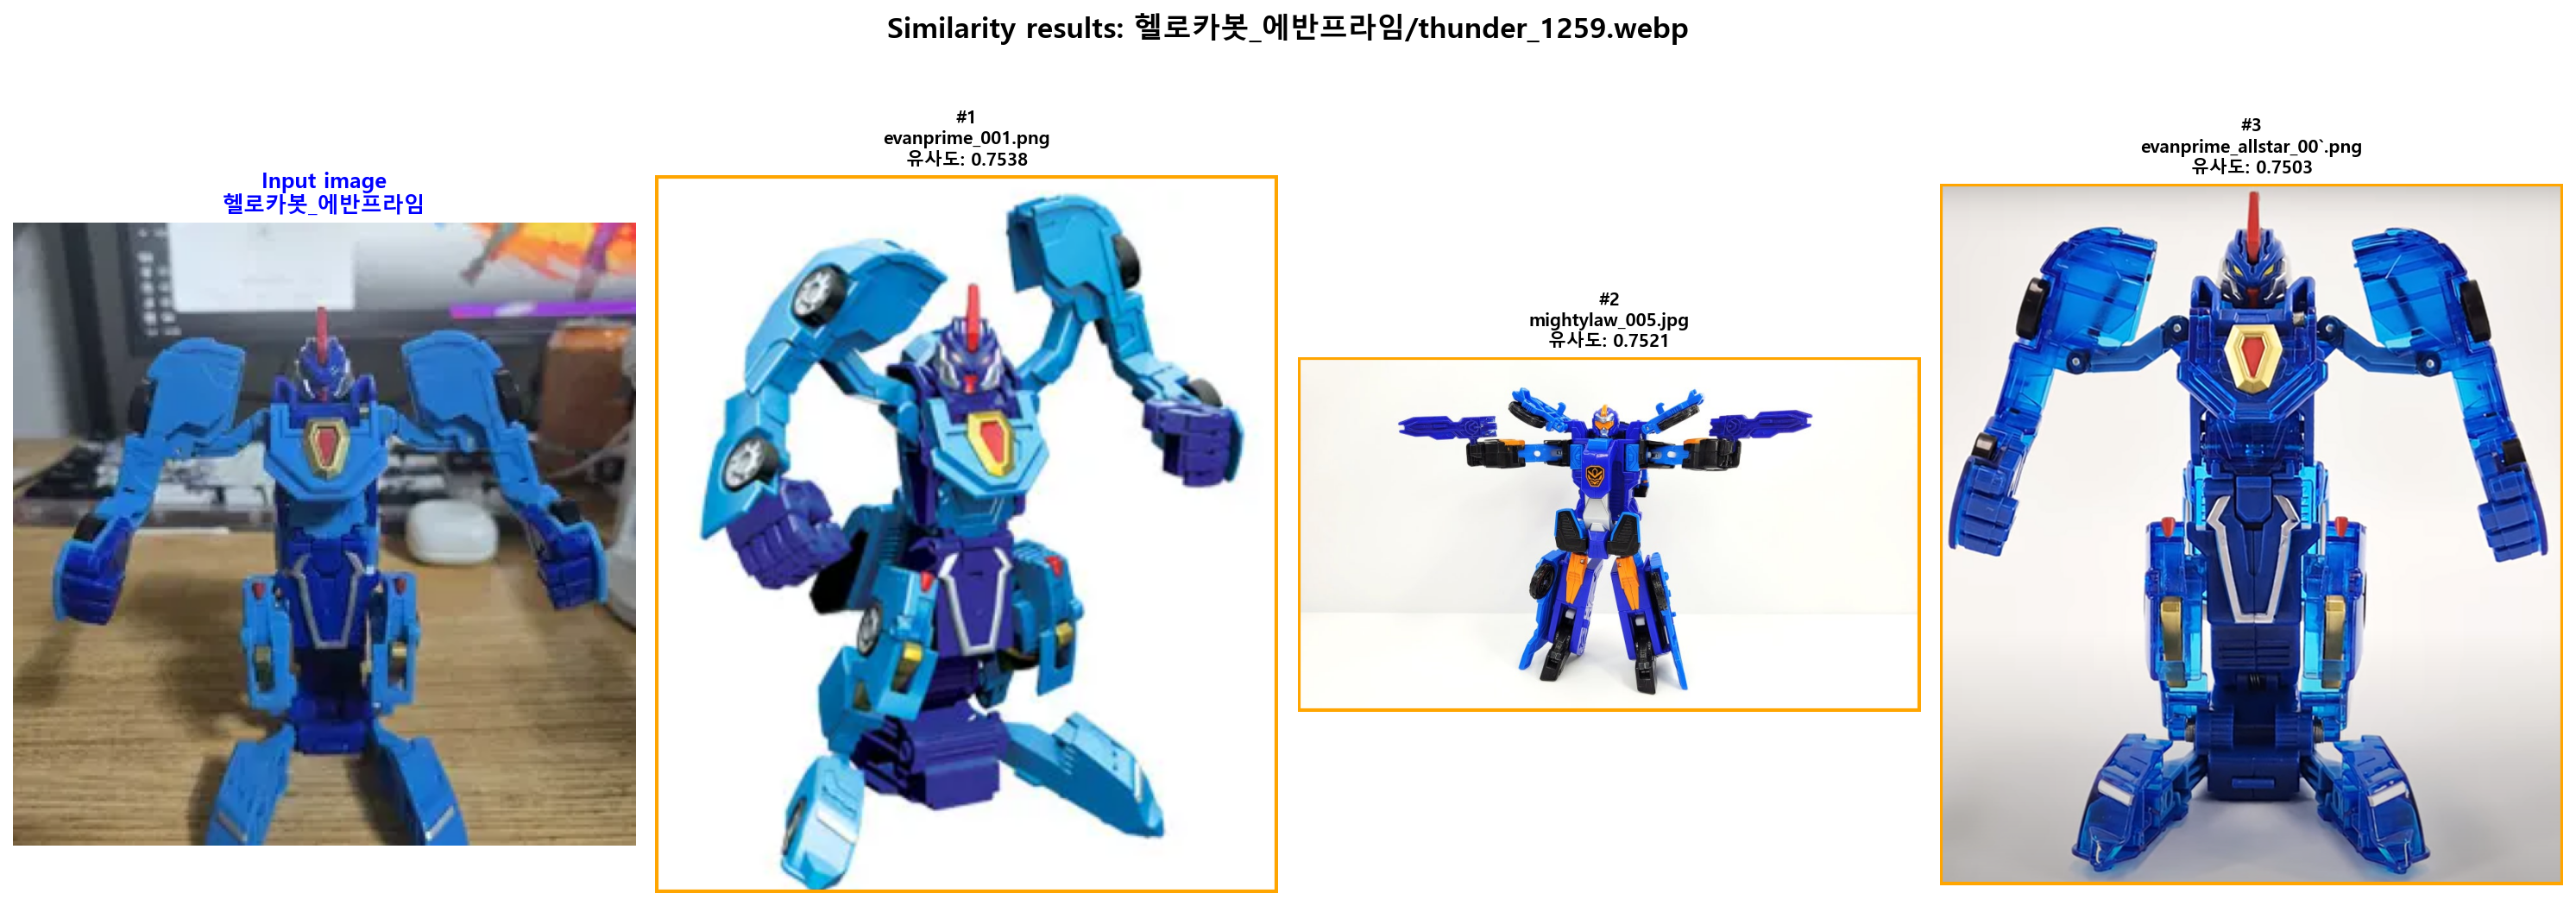 Similarity results: 헬로카봇_에반프라임/thunder_1259.webp
Input image
헬로카봇_에반프라임
#1
evanprime_001.png
유사도: 0.7538
#2
mightylaw_005.jpg
유사도: 0.7521
#3
evanprime_allstar_00`.png
유사도: 0.7503